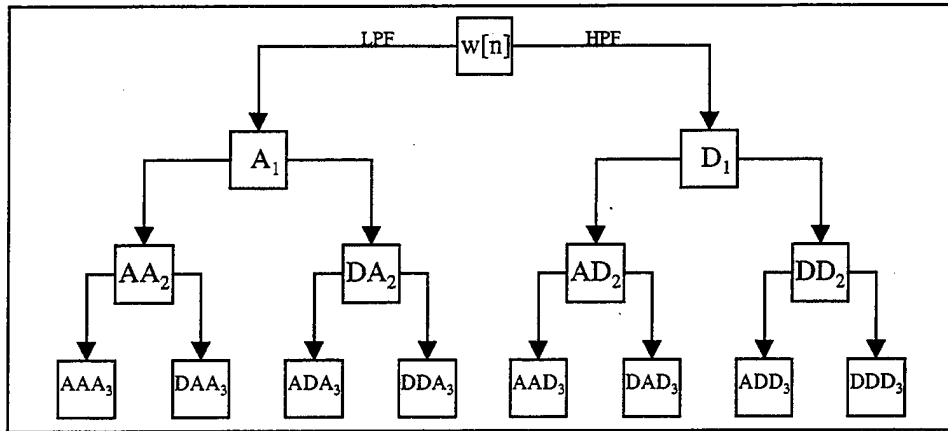 LPF w[n] HPF
A₁ D₁
AA₂ DA₂ AD₂ DD₂
AAA₃ DAA₃ ADA₃ DDA₃ AAD₃ DAD₃ ADD₃ DDD₃